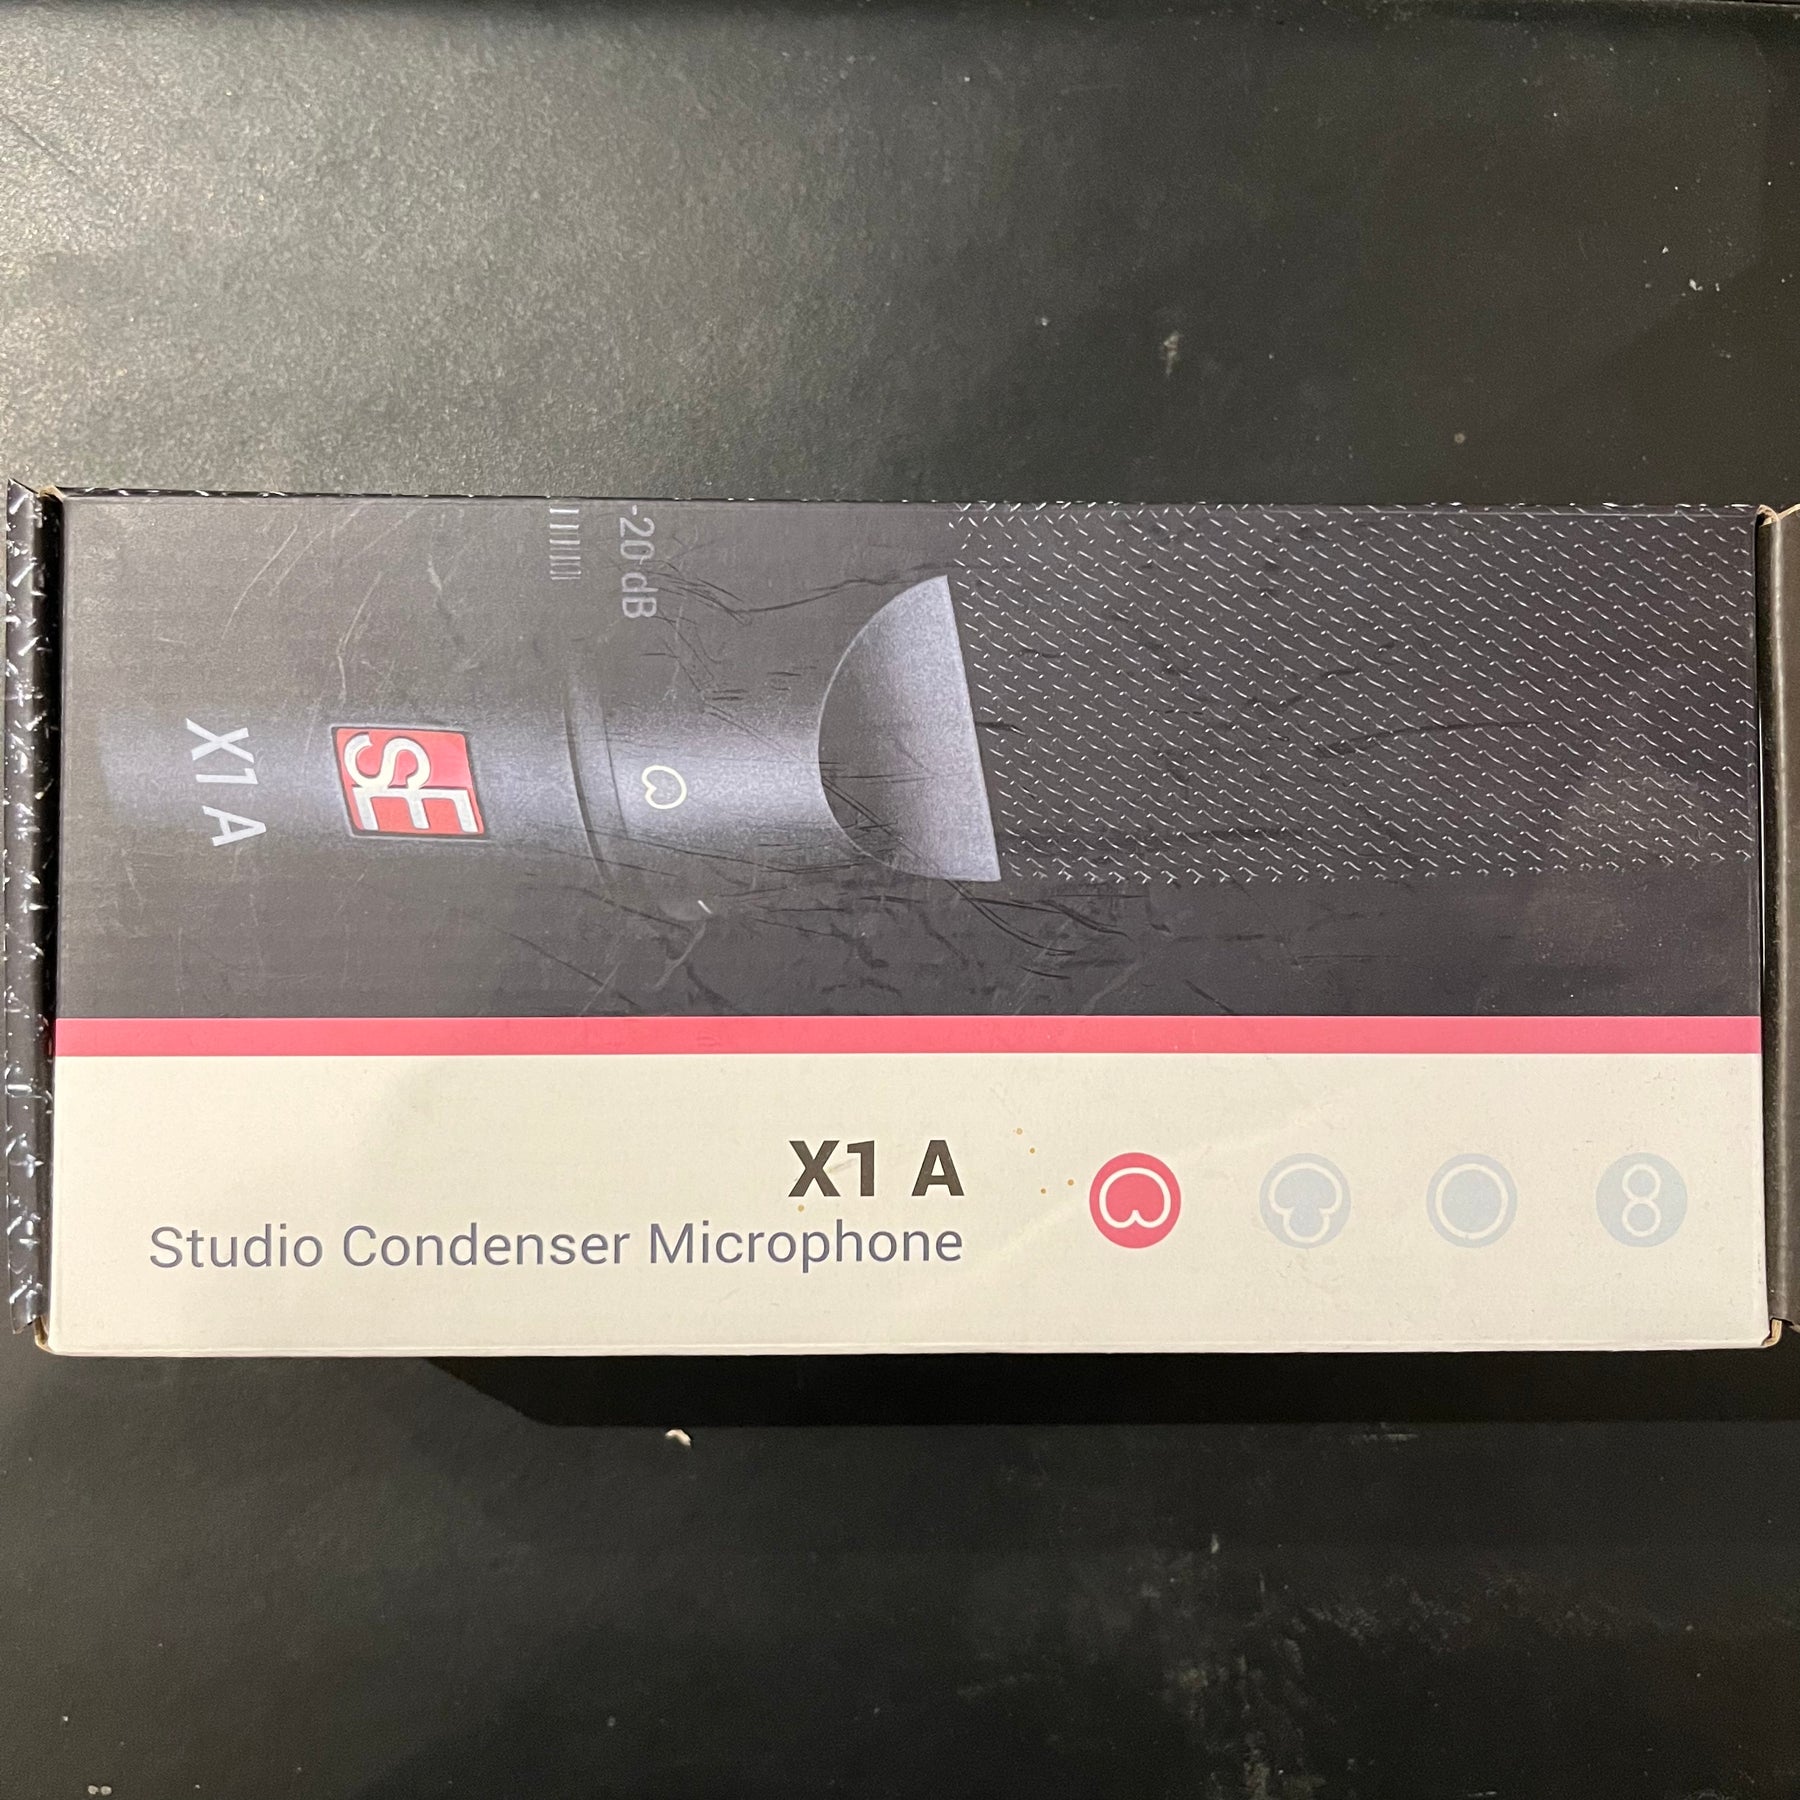 -20 dB
X1 A
sE
X1 A
Studio Condenser Microphone